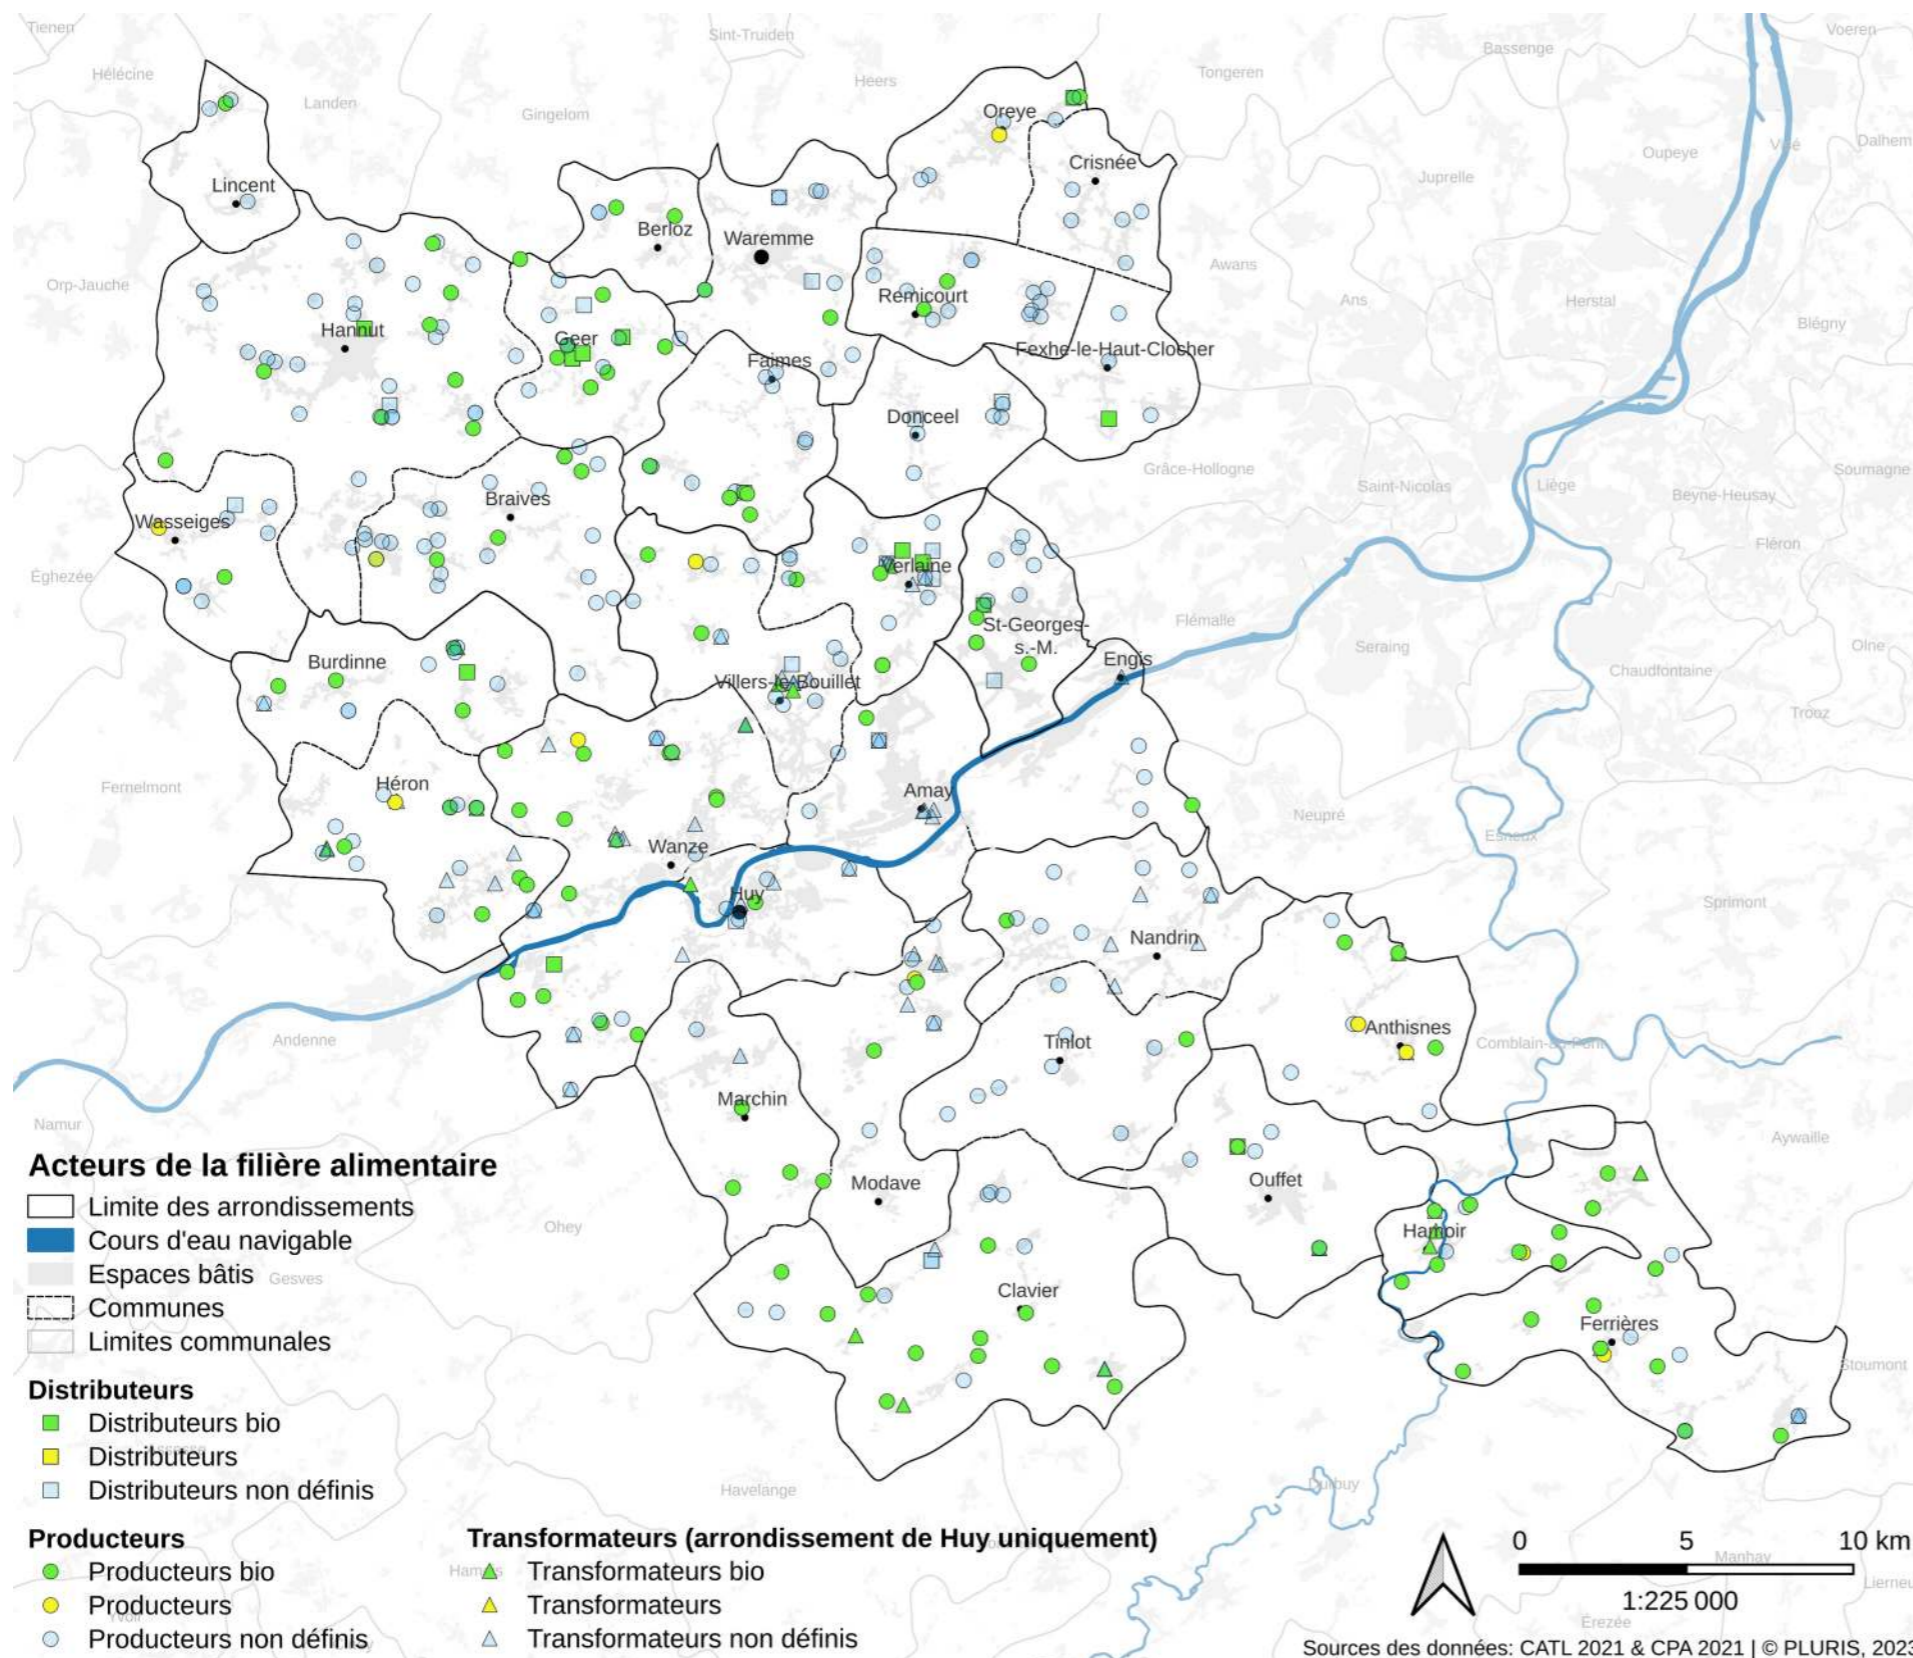 Tienen
Sint-Truiden
Voeren
Bassenge
Hélécine
Heers
Tongeren
Landen
Gingelom
Oreye
Visé
Dalhem
Oupeye
Crisnée
Juprelle
Lincent
Berloz
Waremme
Awans
Orp-Jauche
Remicourt
Ans
Herstal
Blégny
Hannut
Geer
Fexhe-le-Haut-Clocher
Faimes
Donceel
Grâce-Hollogne
Soumagne
Saint-Nicolas
Liège
Beyne-Heusay
Braives
Wasseiges
Fléron
Verlaine
Éghezée
Flémalle
St-Georges-
s.-M.
Seraing
Olne
Burdinne
Engis
Chaudfontaine
Villers-le-Bouillet
Trooz
Héron
Fernelmont
Amay
Neupré
Esneux
Wanze
Huy
Sprimont
Nandrin
Andenne
Tinlot
Anthisnes
Comblain-au-Pont
Marchin
Namur
Aywaille
Modave
Ouffet
Ohey
Hamoir
Gesves
Clavier
Ferrières
Stoumont
Assesse
Havelange
Durbuy
Acteurs de la filière alimentaire
Limite des arrondissements
Cours d'eau navigable
Espaces bâtis
Communes
Limites communales
Distributeurs
Distributeurs bio
Distributeurs
Distributeurs non définis
Producteurs
Producteurs bio
Producteurs
Producteurs non définis
Transformateurs (arrondissement de Huy uniquement)
Transformateurs bio
Transformateurs
Transformateurs non définis
Yvoir
0 5 10 km
Manhay
Lierneu
1:225 000
Érezée
Sources des données: CATL 2021 & CPA 2021 | © PLURIS, 2023